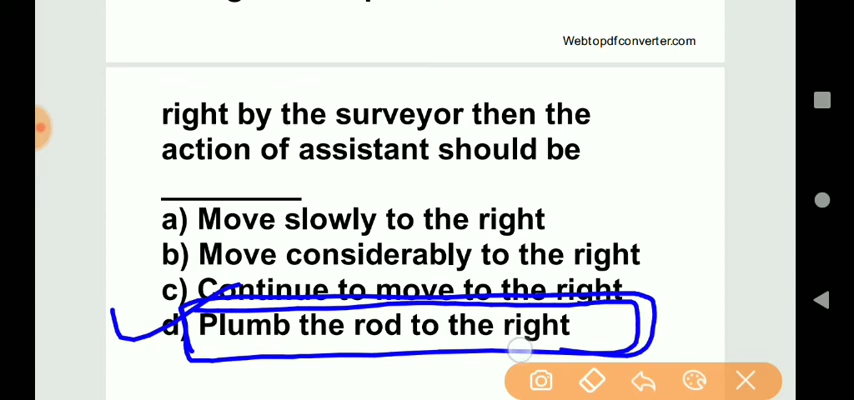 Webtopdfconverter.com
right by the surveyor then the
action of assistant should be
_________
a) Move slowly to the right
b) Move considerably to the right
c) Continue to move to the right
d) Plumb the rod to the right